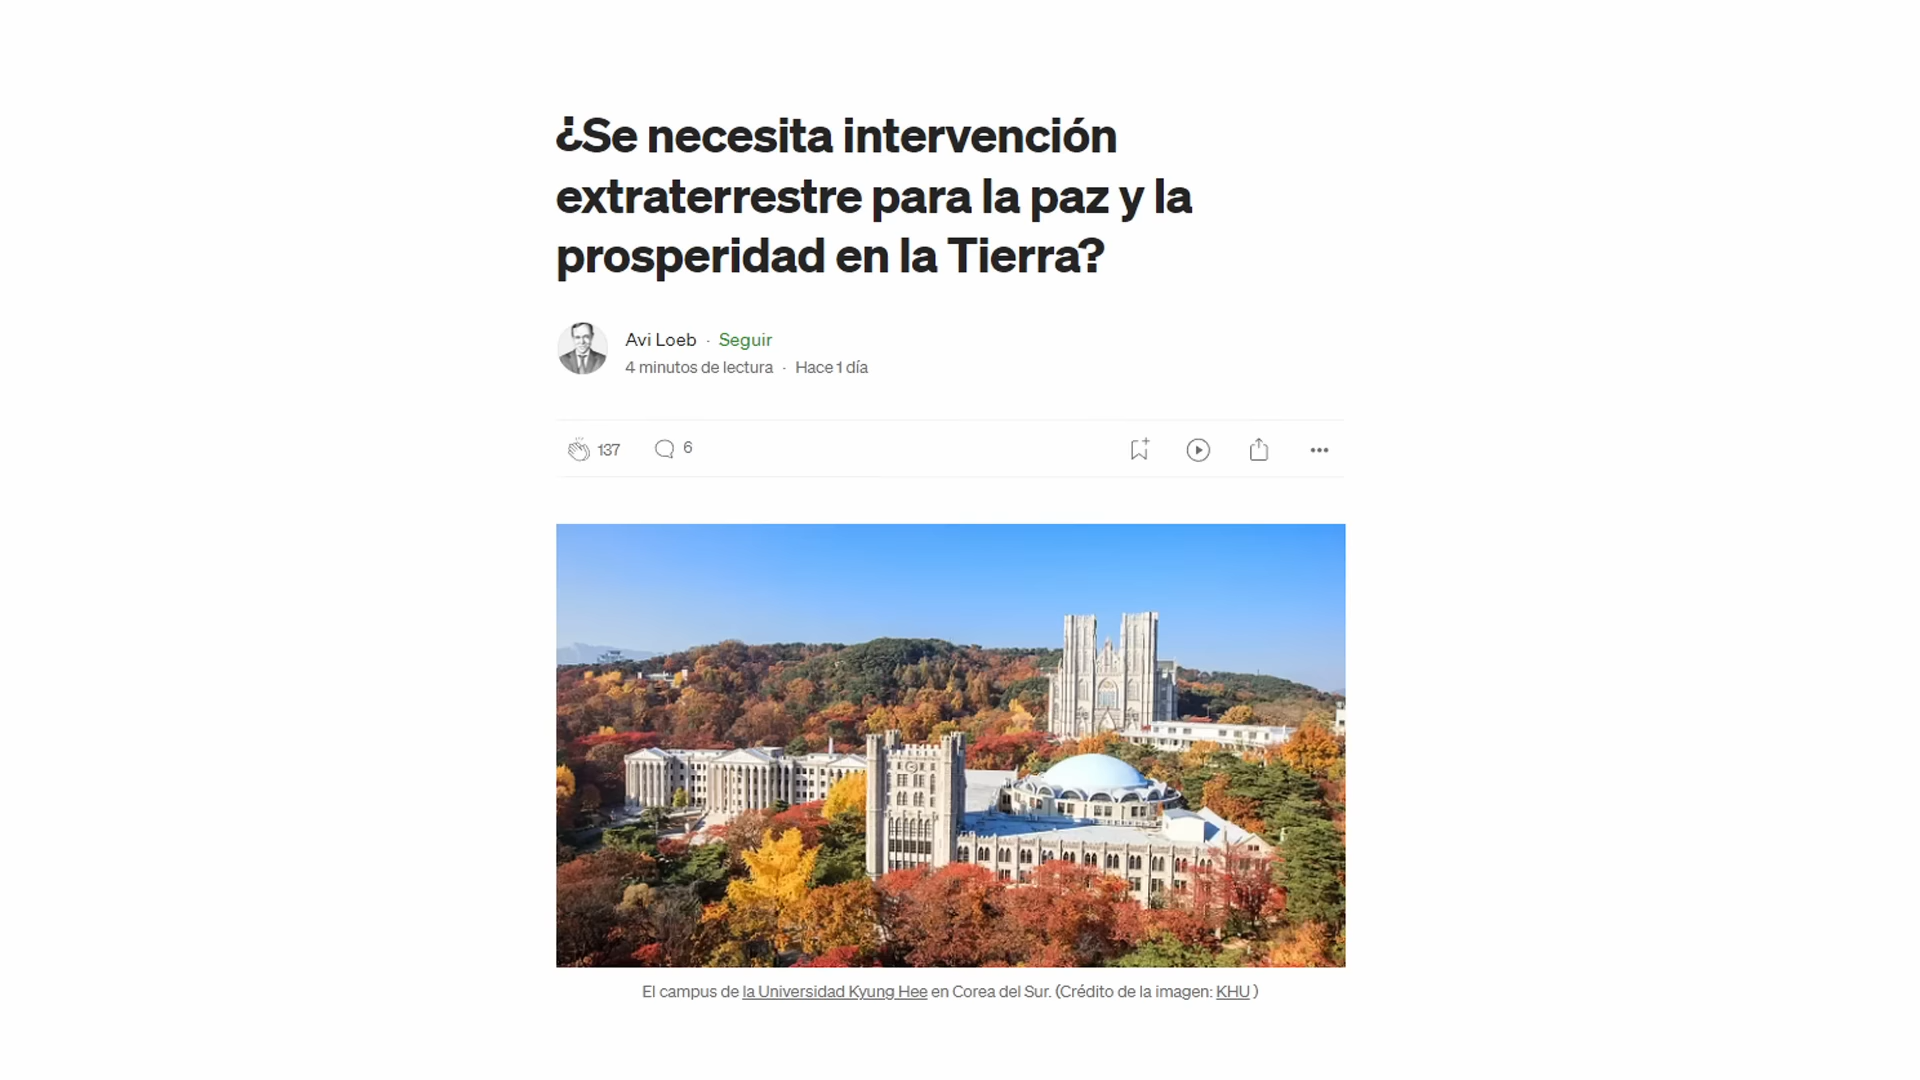 ¿Se necesita intervención
extraterrestre para la paz y la
prosperidad en la Tierra?
Avi Loeb · Seguir
4 minutos de lectura · Hace 1 día
137 6
El campus de la Universidad Kyung Hee en Corea del Sur. (Crédito de la imagen: KHU )